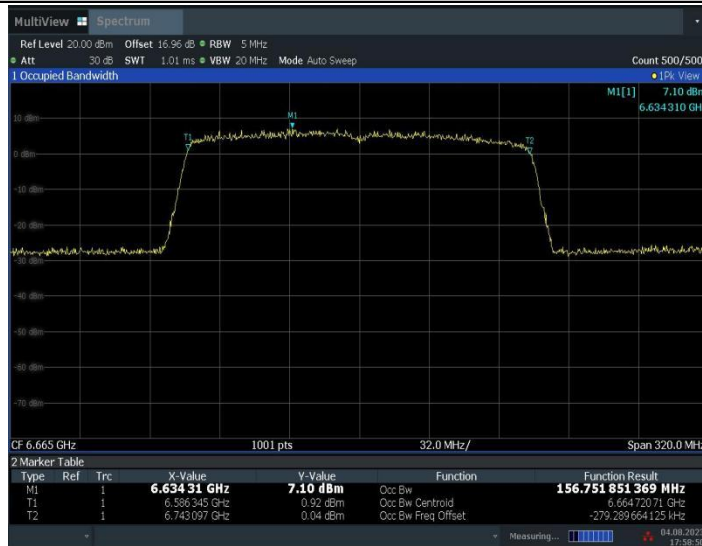 MultiView Spectrum
Ref Level 20.00 dBm Offset 16.96 dB RBW 5 MHz
Att 30 dB SWT 1.01 ms VBW 20 MHz Mode Auto Sweep Count 500/500
1 Occupied Bandwidth 1Pk View
M1[1] 7.10 dBm
6.634310 GHz
10 dBm
M1
T1
T2
0 dBm
-10 dBm
-20 dBm
-30 dBm
-40 dBm
-50 dBm
-60 dBm
-70 dBm
CF 6.665 GHz 1001 pts 32.0 MHz/ Span 320.0 MHz
2 Marker Table
Type Ref Trc X-Value Y-Value Function Function Result
M1 1 6.634 31 GHz 7.10 dBm Occ Bw 156.751 851 369 MHz
T1 1 6.586 345 GHz 0.92 dBm Occ Bw Centroid 6.664 720 71 GHz
T2 1 6.743 097 GHz 0.04 dBm Occ Bw Freq Offset -279.289 664 125 kHz
Measuring... 04.08.2023
17:58:50